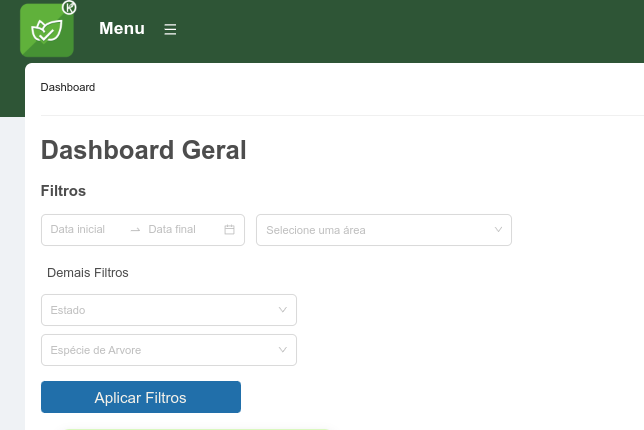 K
Menu
Dashboard
Dashboard Geral
Filtros
Data inicial → Data final
Selecione uma área
Demais Filtros
Estado
Espécie de Arvore
Aplicar Filtros